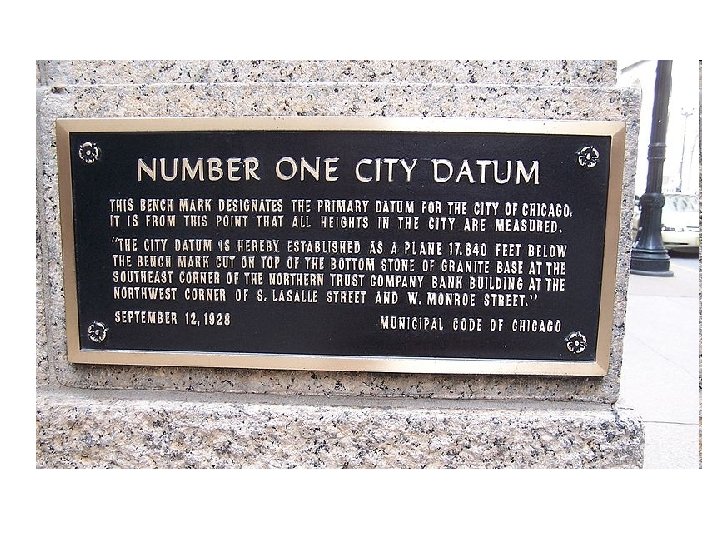 NUMBER ONE CITY DATUM
THIS BENCH MARK DESIGNATES THE PRIMARY DATUM FOR THE CITY OF CHICAGO.
IT IS FROM THIS POINT THAT ALL HEIGHTS IN THE CITY ARE MEASURED.
"THE CITY DATUM IS HEREBY ESTABLISHED AS A PLANE 17.840 FEET BELOW
THE BENCH MARK CUT ON TOP OF THE BOTTOM STONE OF GRANITE BASE AT THE
SOUTHEAST CORNER OF THE NORTHERN TRUST COMPANY BANK BUILDING AT THE
NORTHWEST CORNER OF S. LASALLE STREET AND W. MONROE STREET."
SEPTEMBER 12, 1928 MUNICIPAL CODE OF CHICAGO